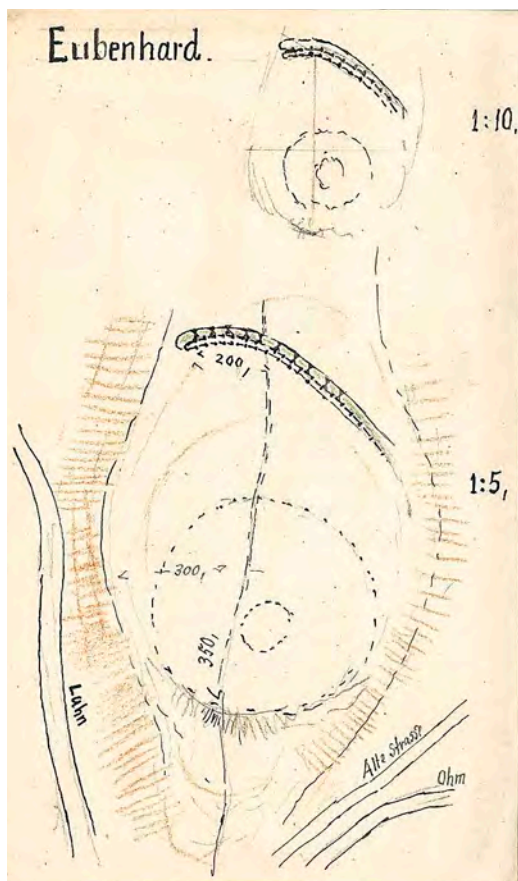 Eubenhard.
1:10,
200,
1:5,
300,
350,
Lahn
Alte Strasse
Ohm